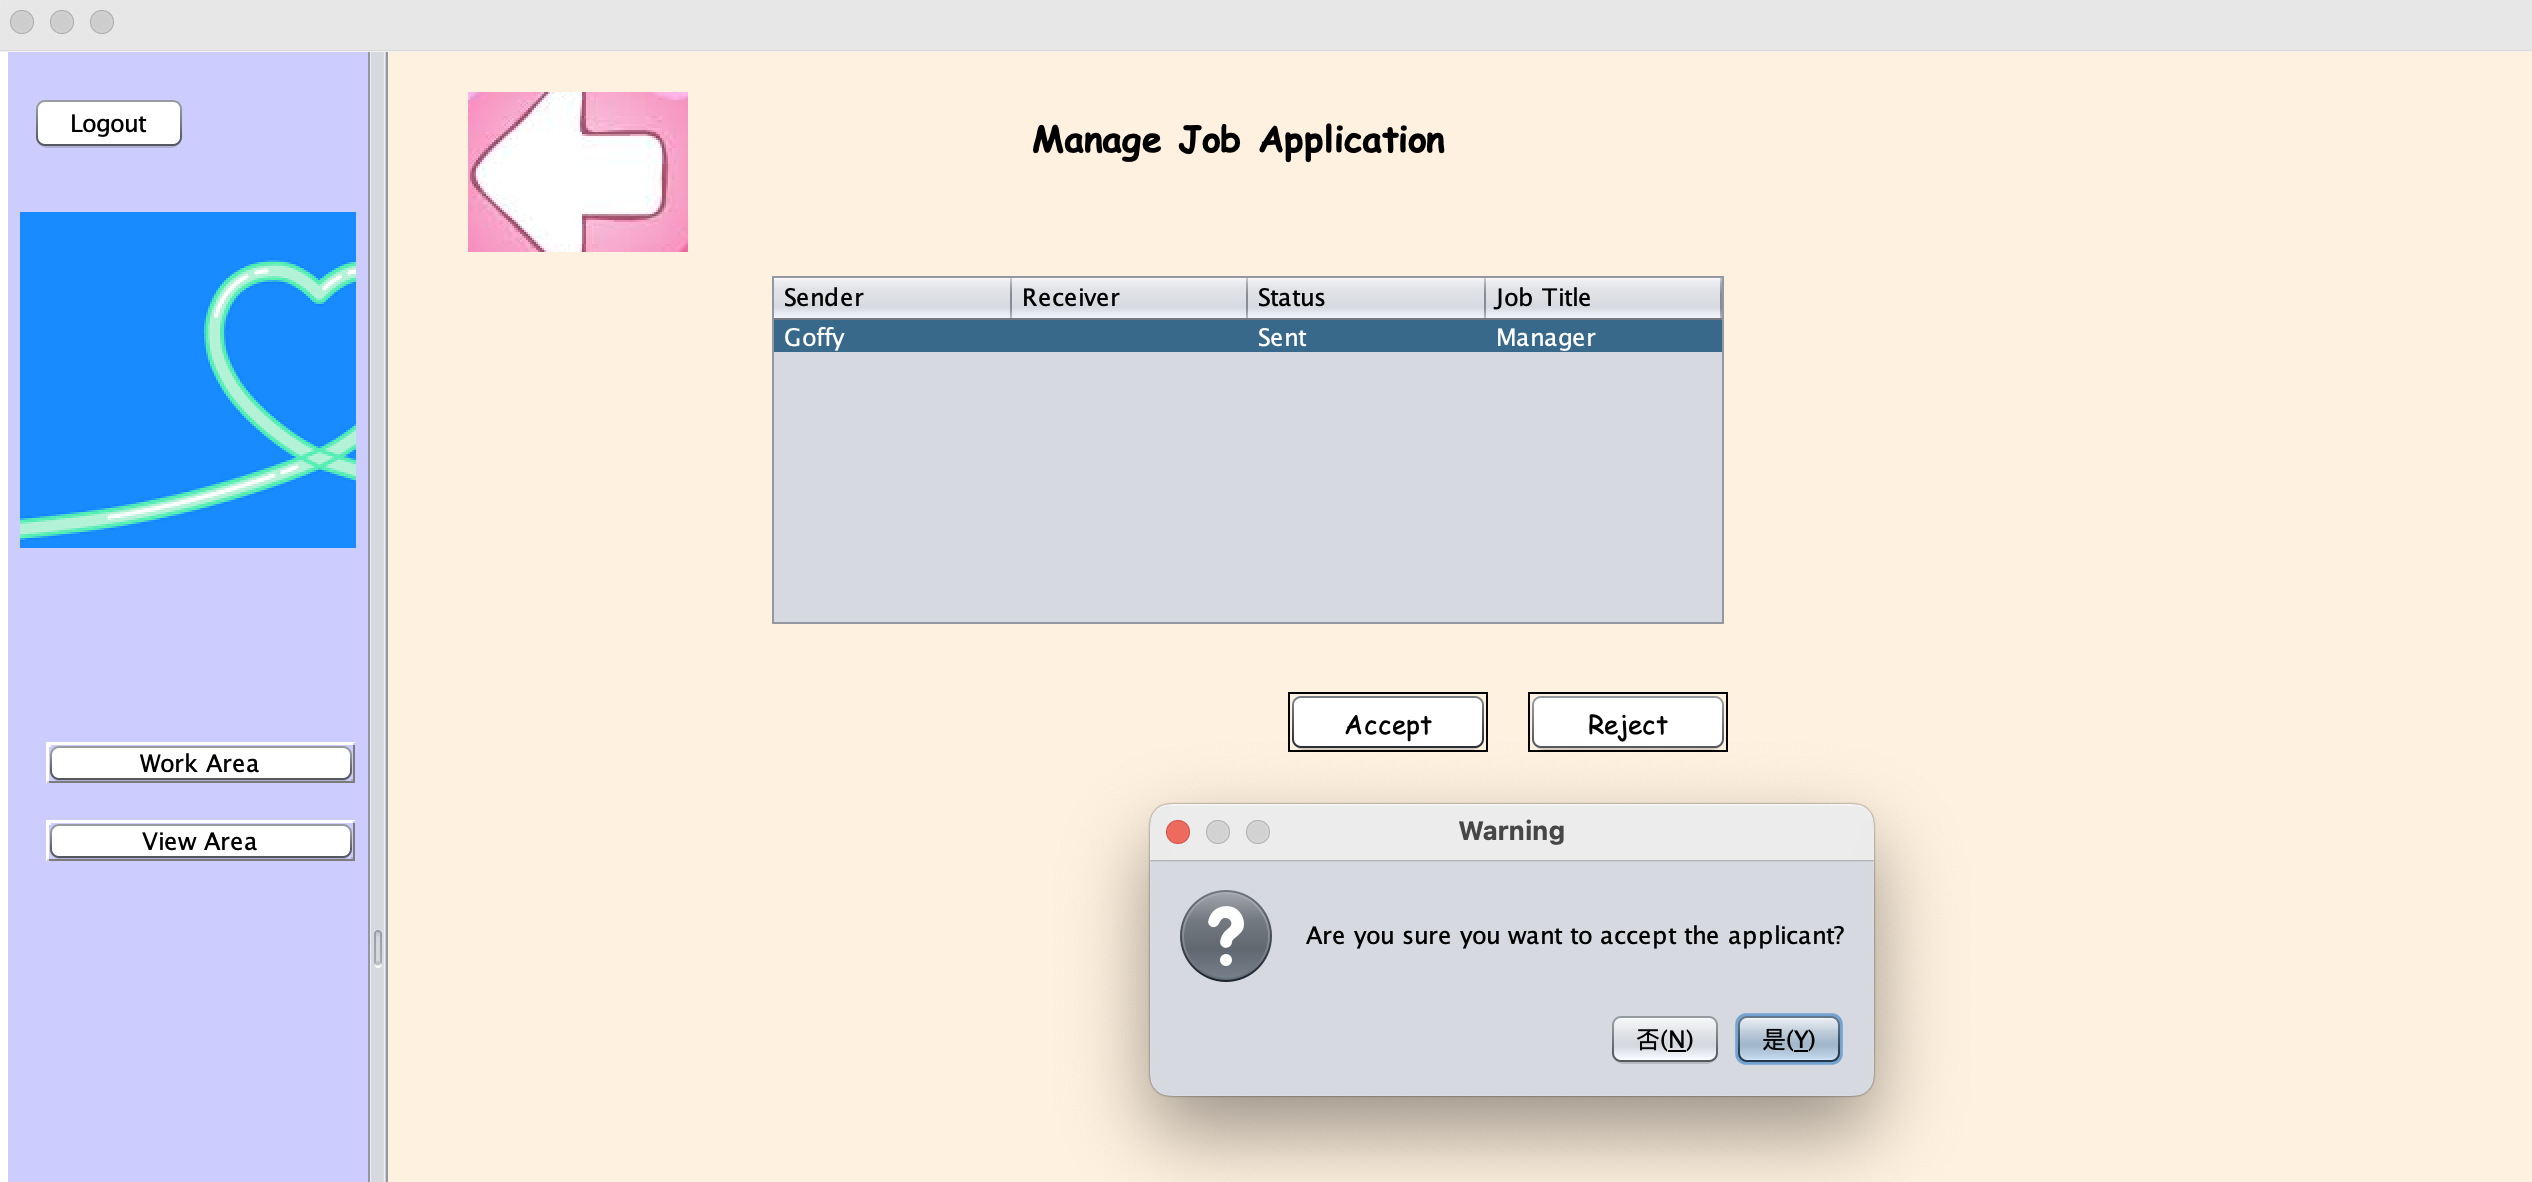 Logout
Manage Job Application
Sender Receiver Status Job Title
Goffy Sent Manager
Accept Reject
Work Area
View Area
Warning
Are you sure you want to accept the applicant?
否(N) 是(Y)